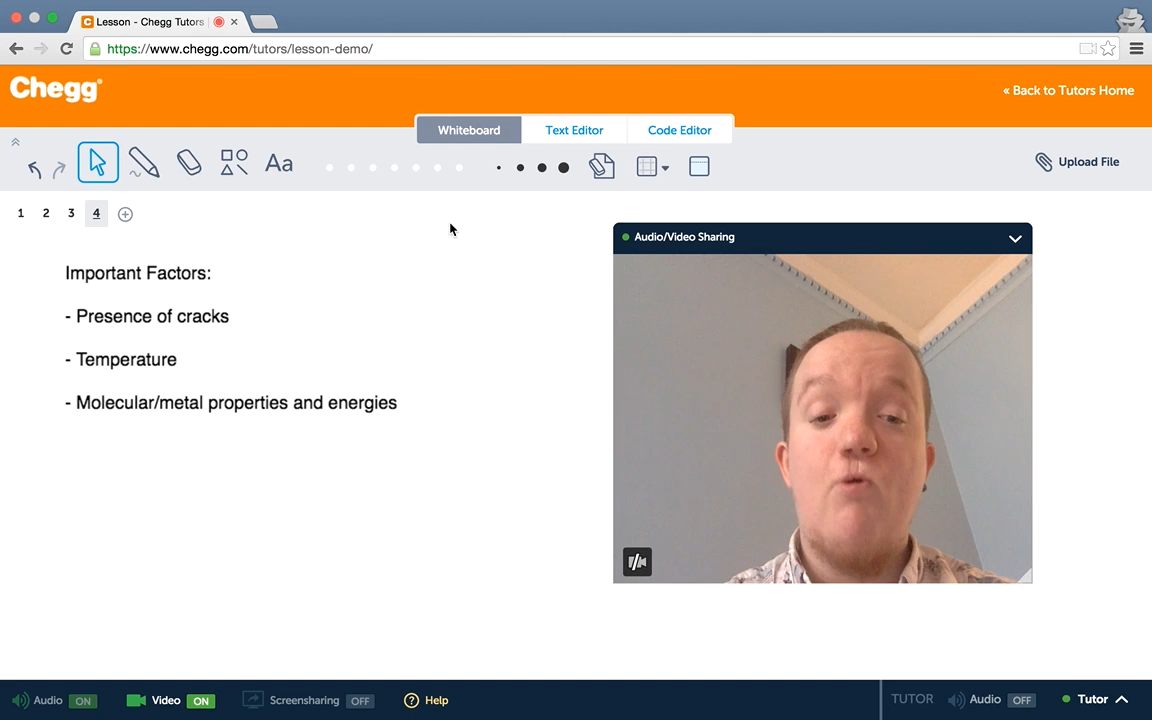 Lesson - Chegg Tutors
https://www.chegg.com/tutors/lesson-demo/
Chegg
« Back to Tutors Home
Whiteboard Text Editor Code Editor
Aa
Upload File
1 2 3 4
Audio/Video Sharing
Important Factors:
- Presence of cracks
- Temperature
- Molecular/metal properties and energies
Audio ON Video ON Screensharing OFF Help TUTOR Audio OFF Tutor